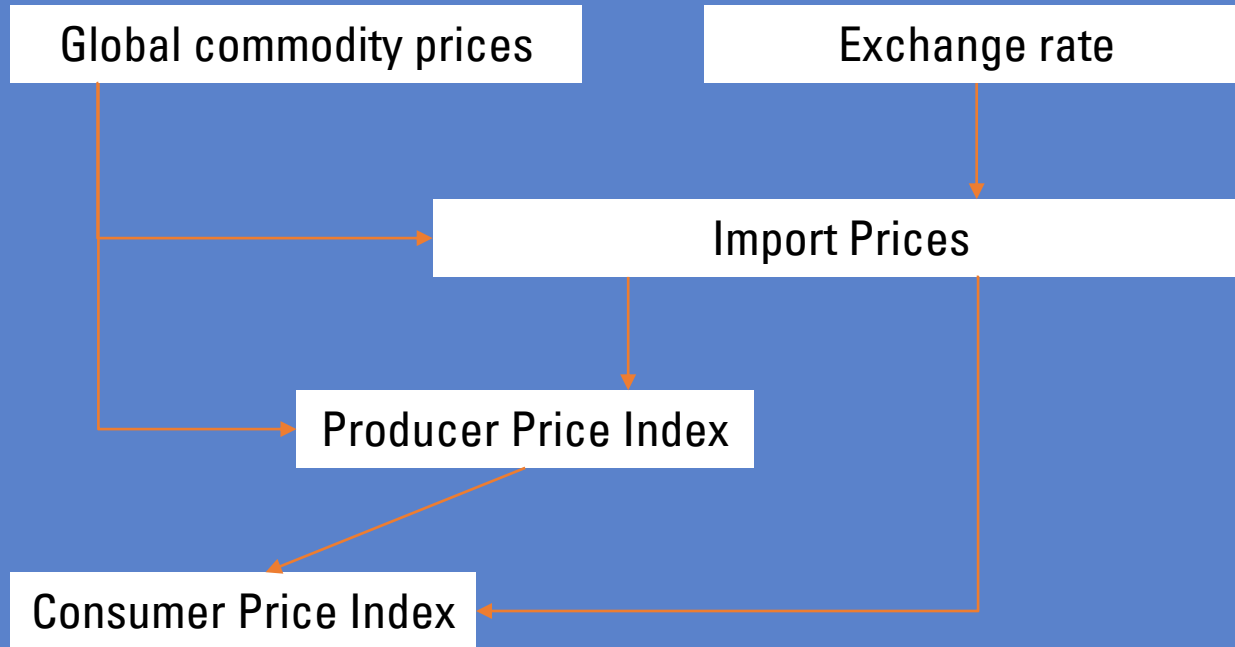 Global commodity prices
Exchange rate
Import Prices
Producer Price Index
Consumer Price Index